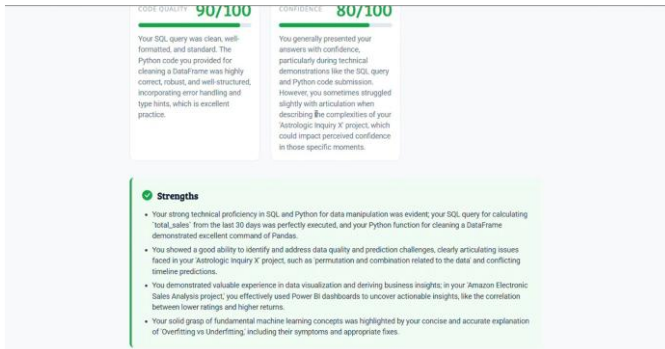 CODE QUALITY 90/100
Your SQL query was clean, well-
formatted, and standard. The
Python code you provided for
cleaning a DataFrame was highly
correct, robust, and well-structured,
incorporating error handling and
type hints, which is excellent
practice.
CONFIDENCE 80/100
You generally presented your
answers with confidence,
particularly during technical
demonstrations like the SQL query
and Python code submission.
However, you sometimes struggled
slightly with articulation when
describing the complexities of your
'Astrologic Inquiry X' project, which
could impact perceived confidence
in those specific moments.
Strengths
• Your strong technical proficiency in SQL and Python for data manipulation was evident; your SQL query for calculating
'total_sales' from the last 30 days was perfectly executed, and your Python function for cleaning a DataFrame
demonstrated excellent command of Pandas.
• You showed a good ability to identify and address data quality and prediction challenges, clearly articulating issues
faced in your 'Astrologic Inquiry X' project, such as 'permutation and combination related to the data' and conflicting
timeline predictions.
• You demonstrated valuable experience in data visualization and deriving business insights; in your 'Amazon Electronic
Sales Analysis project,' you effectively used Power BI dashboards to uncover actionable insights, like the correlation
between lower ratings and higher returns.
• Your solid grasp of fundamental machine learning concepts was highlighted by your concise and accurate explanation
of 'Overfitting vs Underfitting,' including their symptoms and appropriate fixes.